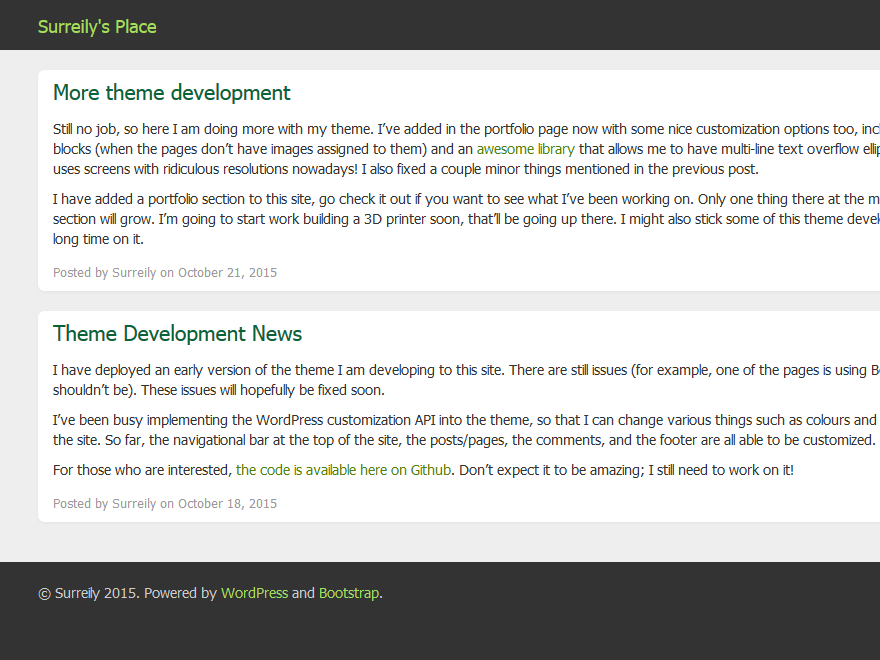 Surreily's Place
More theme development
Still no job, so here I am doing more with my theme. I’ve added in the portfolio page now with some nice customization options too,
blocks (when the pages don’t have images assigned to them) and an awesome library that allows me to have multi-line text overflow
uses screens with ridiculous resolutions nowadays! I also fixed a couple minor things mentioned in the previous post.
I have added a portfolio section to this site, go check it out if you want to see what I’ve been working on. Only one thing there at the
section will grow. I’m going to start work building a 3D printer soon, that’ll be going up there. I might also stick some of this theme
long time on it.
Posted by Surreily on October 21, 2015
Theme Development News
I have deployed an early version of the theme I am developing to this site. There are still issues (for example, one of the pages is using
shouldn’t be). These issues will hopefully be fixed soon.
I’ve been busy implementing the WordPress customization API into the theme, so that I can change various things such as colours and
the site. So far, the navigational bar at the top of the site, the posts/pages, the comments, and the footer are all able to be customized.
For those who are interested, the code is available here on Github. Don’t expect it to be amazing; I still need to work on it!
Posted by Surreily on October 18, 2015
© Surreily 2015. Powered by WordPress and Bootstrap.